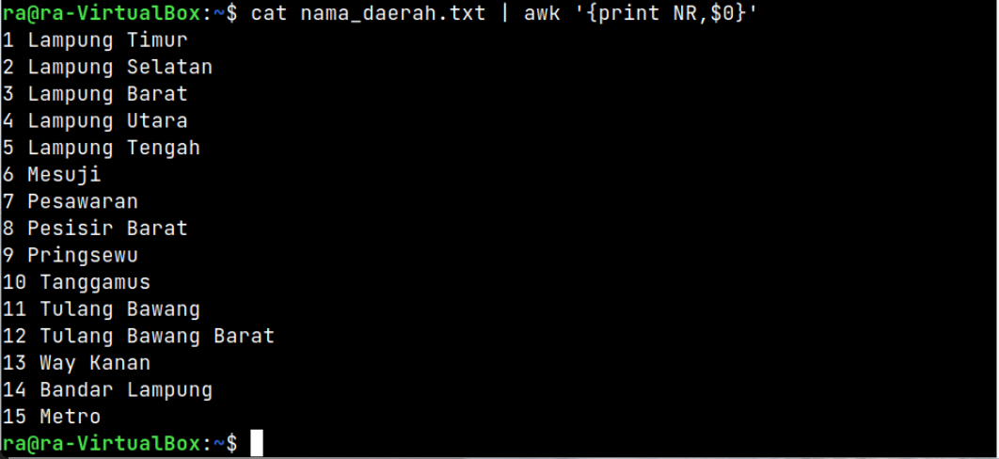 ra@ra-VirtualBox:~$ cat nama_daerah.txt | awk '{print NR,$0}'
1 Lampung Timur
2 Lampung Selatan
3 Lampung Barat
4 Lampung Utara
5 Lampung Tengah
6 Mesuji
7 Pesawaran
8 Pesisir Barat
9 Pringsewu
10 Tanggamus
11 Tulang Bawang
12 Tulang Bawang Barat
13 Way Kanan
14 Bandar Lampung
15 Metro
ra@ra-VirtualBox:~$